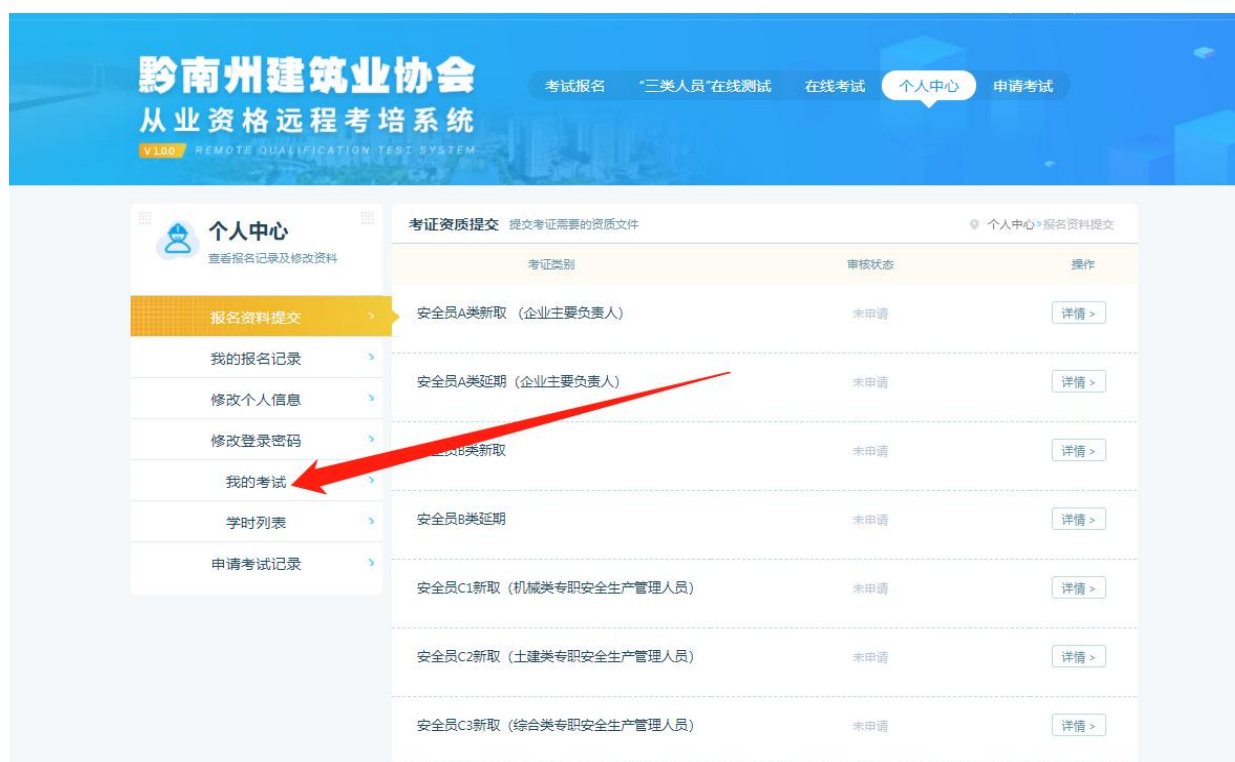 黔南州建筑业协会
从业资格远程考培系统
V1.0.0 REMOTE QUALIFICATION TEST SYSTEM
考试报名 "三类人员"在线测试 在线考试 个人中心 申请考试
个人中心
查看报名记录及修改资料
报名资料提交 >
我的报名记录 >
修改个人信息 >
修改登录密码 >
我的考试 >
学时列表 >
申请考试记录 >
考证资质提交 提交考证需要的资质文件 个人中心>报名资料提交
考证类别 审核状态 操作
安全员A类新取 (企业主要负责人) 未申请 详情 >
安全员A类延期 (企业主要负责人) 未申请 详情 >
员B类新取 未申请 详情 >
安全员B类延期 未申请 详情 >
安全员C1新取 (机械类专职安全生产管理人员) 未申请 详情 >
安全员C2新取 (土建类专职安全生产管理人员) 未申请 详情 >
安全员C3新取 (综合类专职安全生产管理人员) 未申请 详情 >